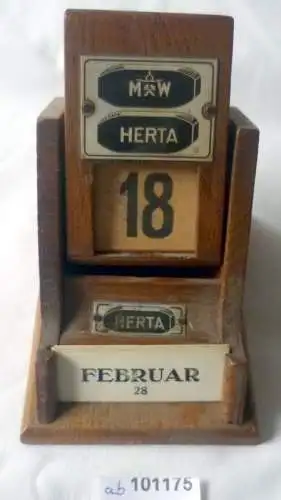 M W
HERTA
18
HERTA
FEBRUAR
28
ab 101175